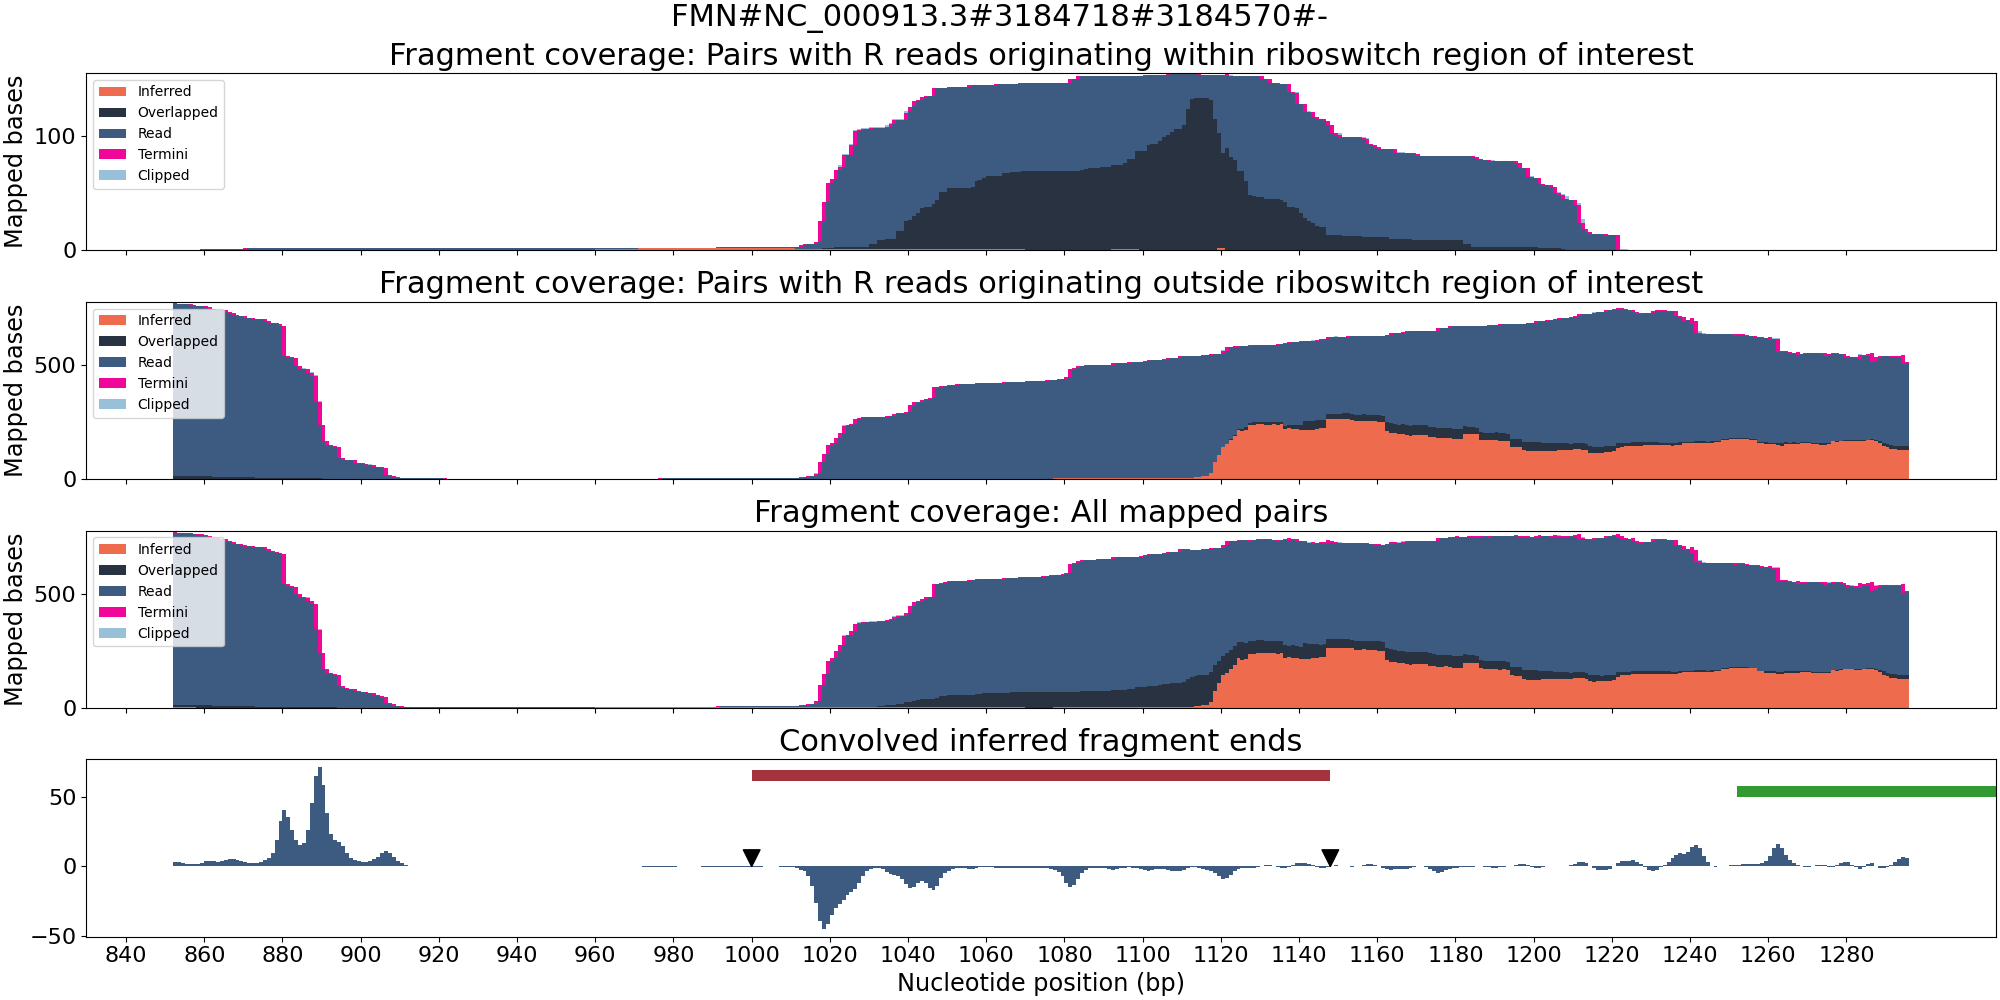 FMN#NC_000913.3#3184718#3184570#-
Fragment coverage: Pairs with R reads originating within riboswitch region of interest
Mapped bases
100
0
Inferred
Overlapped
Read
Termini
Clipped
Fragment coverage: Pairs with R reads originating outside riboswitch region of interest
Mapped bases
500
0
Inferred
Overlapped
Read
Termini
Clipped
Fragment coverage: All mapped pairs
Mapped bases
500
0
Inferred
Overlapped
Read
Termini
Clipped
Convolved inferred fragment ends
50
0
−50
840 860 880 900 920 940 960 980 1000 1020 1040 1060 1080 1100 1120 1140 1160 1180 1200 1220 1240 1260 1280
Nucleotide position (bp)